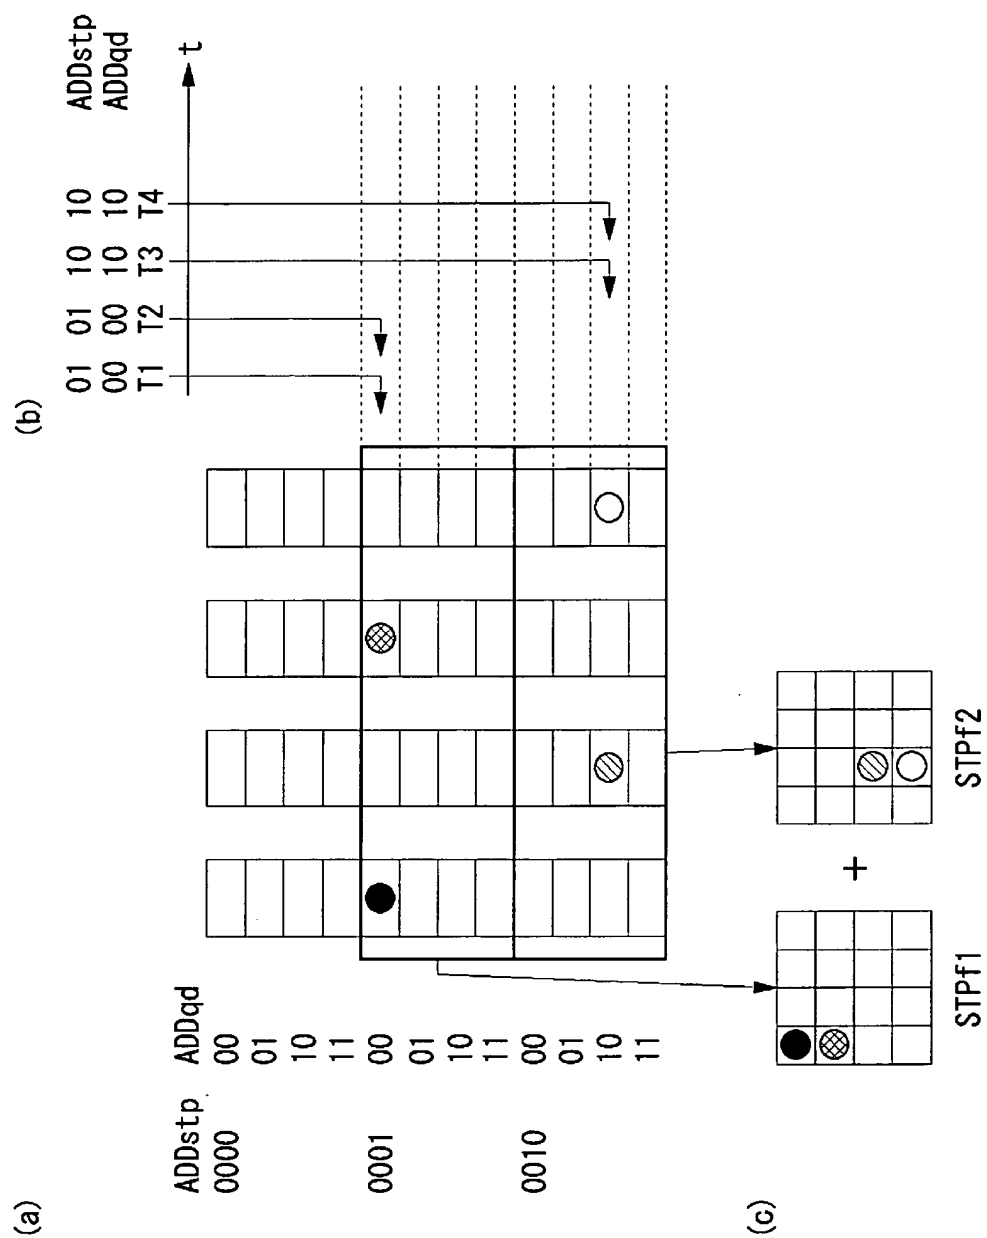 (a)
ADDstp ADDqd
0000 00
01
10
11
0001 00
01
10
11
0010 00
01
10
11
(b)
01 01 10 10 ADDstp
00 00 10 10 ADDqd
T1 T2 T3 T4
t
(c)
+
STPf1 STPf2